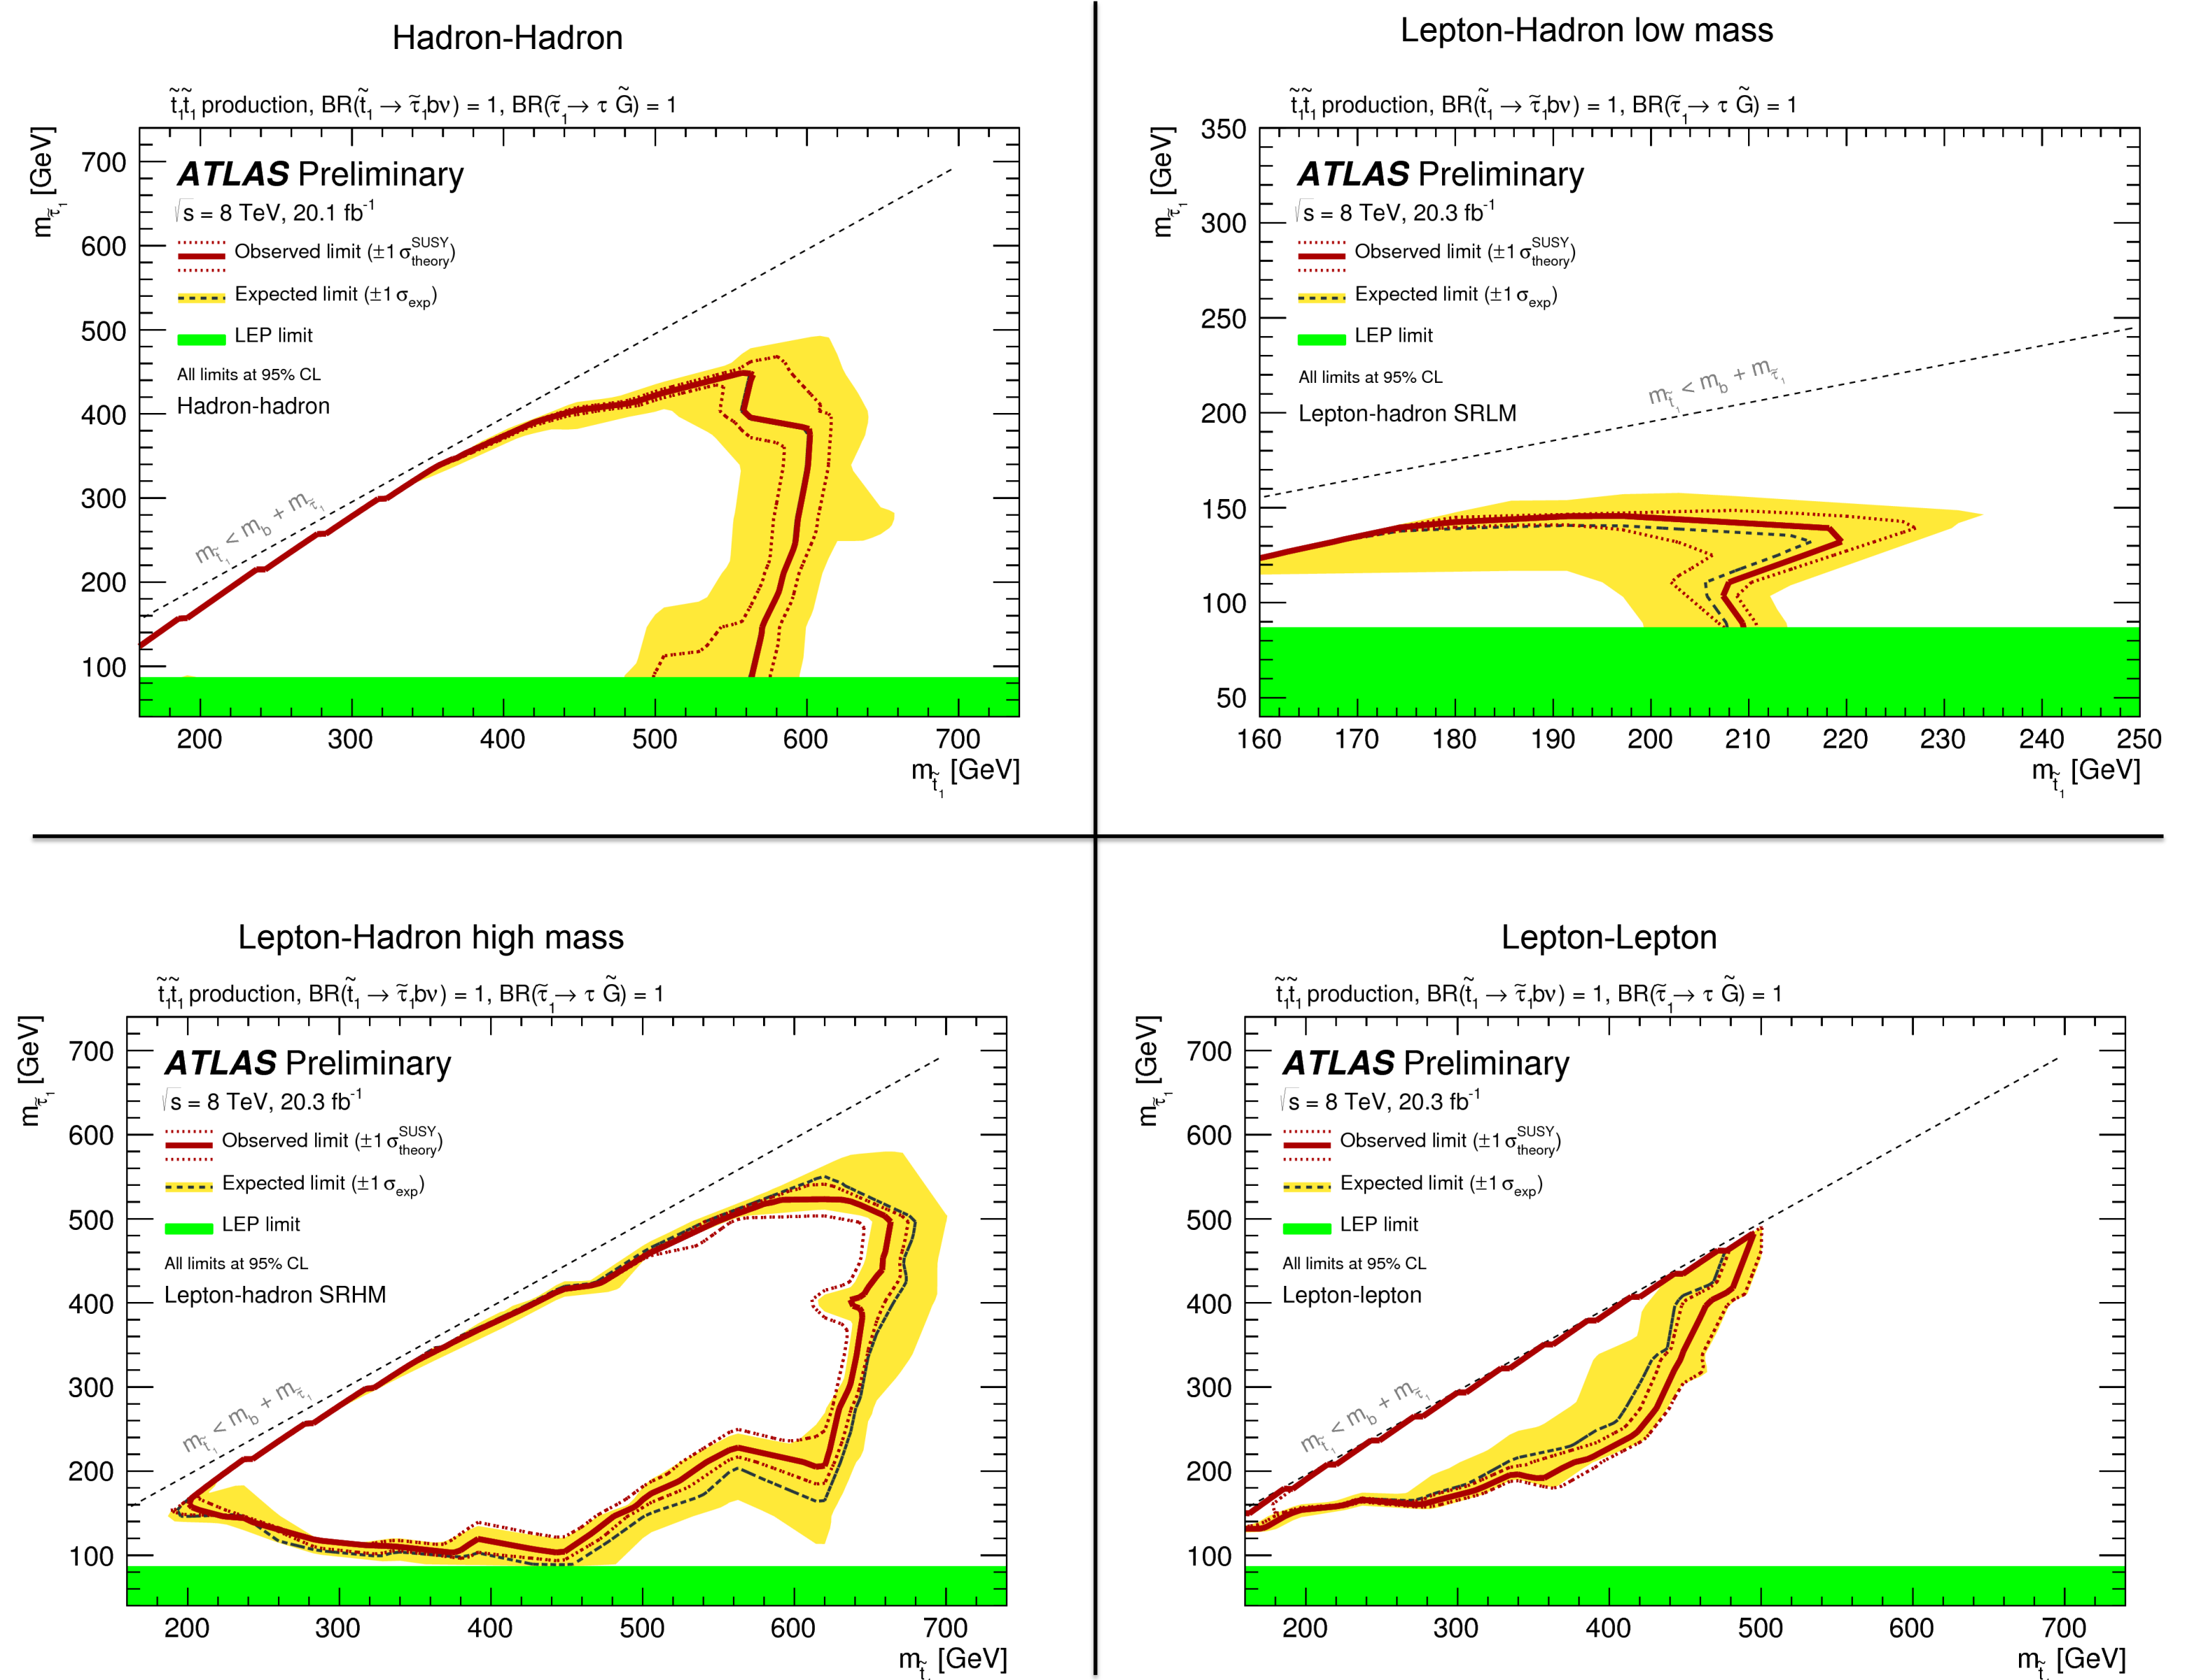 Hadron-Hadron
t̃₁t̃₁ production, BR(t̃₁ → τ̃₁bν) = 1, BR(τ̃₁→ τ G̃) = 1
m_τ̃₁ [GeV]
ATLAS Preliminary
√s = 8 TeV, 20.1 fb⁻¹
Observed limit (±1 σ^SUSY_theory)
Expected limit (±1 σ_exp)
LEP limit
All limits at 95% CL
Hadron-hadron
m_t̃₁ < m_b + m_τ̃₁
700
600
500
400
300
200
100
200 300 400 500 600 700
m_t̃₁ [GeV]
Lepton-Hadron low mass
t̃₁t̃₁ production, BR(t̃₁ → τ̃₁bν) = 1, BR(τ̃₁→ τ G̃) = 1
m_τ̃₁ [GeV]
ATLAS Preliminary
√s = 8 TeV, 20.3 fb⁻¹
Observed limit (±1 σ^SUSY_theory)
Expected limit (±1 σ_exp)
LEP limit
All limits at 95% CL
Lepton-hadron SRLM
m_t̃₁ < m_b + m_τ̃₁
350
300
250
200
150
100
50
160 170 180 190 200 210 220 230 240 250
m_t̃₁ [GeV]
Lepton-Hadron high mass
t̃₁t̃₁ production, BR(t̃₁ → τ̃₁bν) = 1, BR(τ̃₁→ τ G̃) = 1
m_τ̃₁ [GeV]
ATLAS Preliminary
√s = 8 TeV, 20.3 fb⁻¹
Observed limit (±1 σ^SUSY_theory)
Expected limit (±1 σ_exp)
LEP limit
All limits at 95% CL
Lepton-hadron SRHM
m_t̃₁ < m_b + m_τ̃₁
700
600
500
400
300
200
100
200 300 400 500 600 700
m_t̃₁ [GeV]
Lepton-Lepton
t̃₁t̃₁ production, BR(t̃₁ → τ̃₁bν) = 1, BR(τ̃₁→ τ G̃) = 1
m_τ̃₁ [GeV]
ATLAS Preliminary
√s = 8 TeV, 20.3 fb⁻¹
Observed limit (±1 σ^SUSY_theory)
Expected limit (±1 σ_exp)
LEP limit
All limits at 95% CL
Lepton-lepton
m_t̃₁ < m_b + m_τ̃₁
700
600
500
400
300
200
100
200 300 400 500 600 700
m_t̃₁ [GeV]